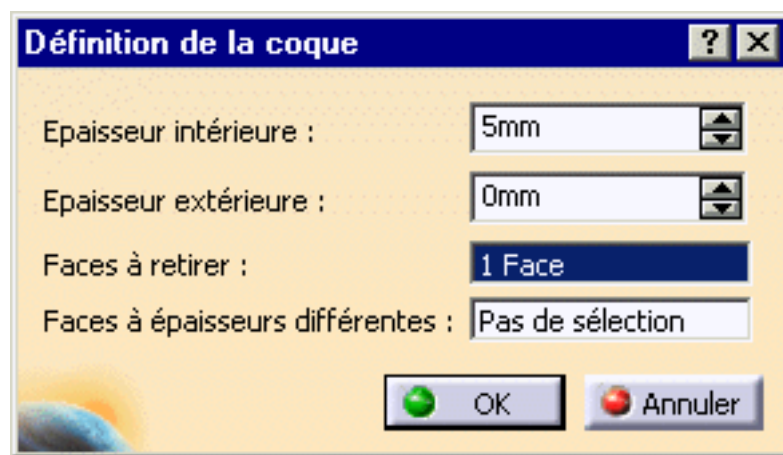 Définition de la coque
Epaisseur intérieure : 5mm
Epaisseur extérieure : 0mm
Faces à retirer : 1 Face
Faces à épaisseurs différentes : Pas de sélection
OK Annuler